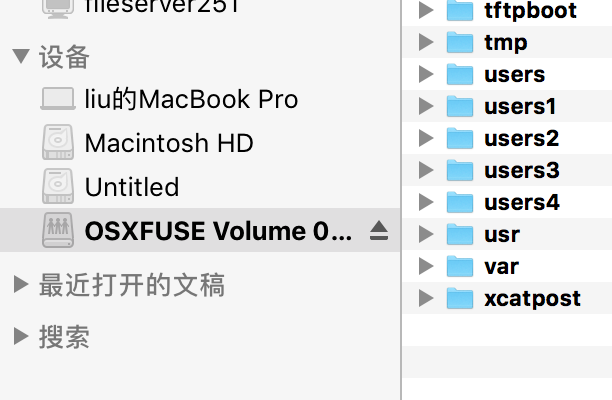 fileserver251
设备
liu的MacBook Pro
Macintosh HD
Untitled
OSXFUSE Volume 0...
最近打开的文稿
搜索
tftpboot
tmp
users
users1
users2
users3
users4
usr
var
xcatpost